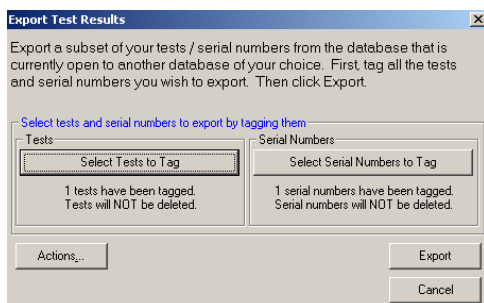 Export Test Results
Export a subset of your tests / serial numbers from the database that is
currently open to another database of your choice. First, tag all the tests
and serial numbers you wish to export. Then click Export.
Select tests and serial numbers to export by tagging them
Tests
Serial Numbers
Select Tests to Tag
Select Serial Numbers to Tag
1 tests have been tagged.
Tests will NOT be deleted.
1 serial numbers have been tagged.
Serial numbers will NOT be deleted.
Actions...
Export
Cancel